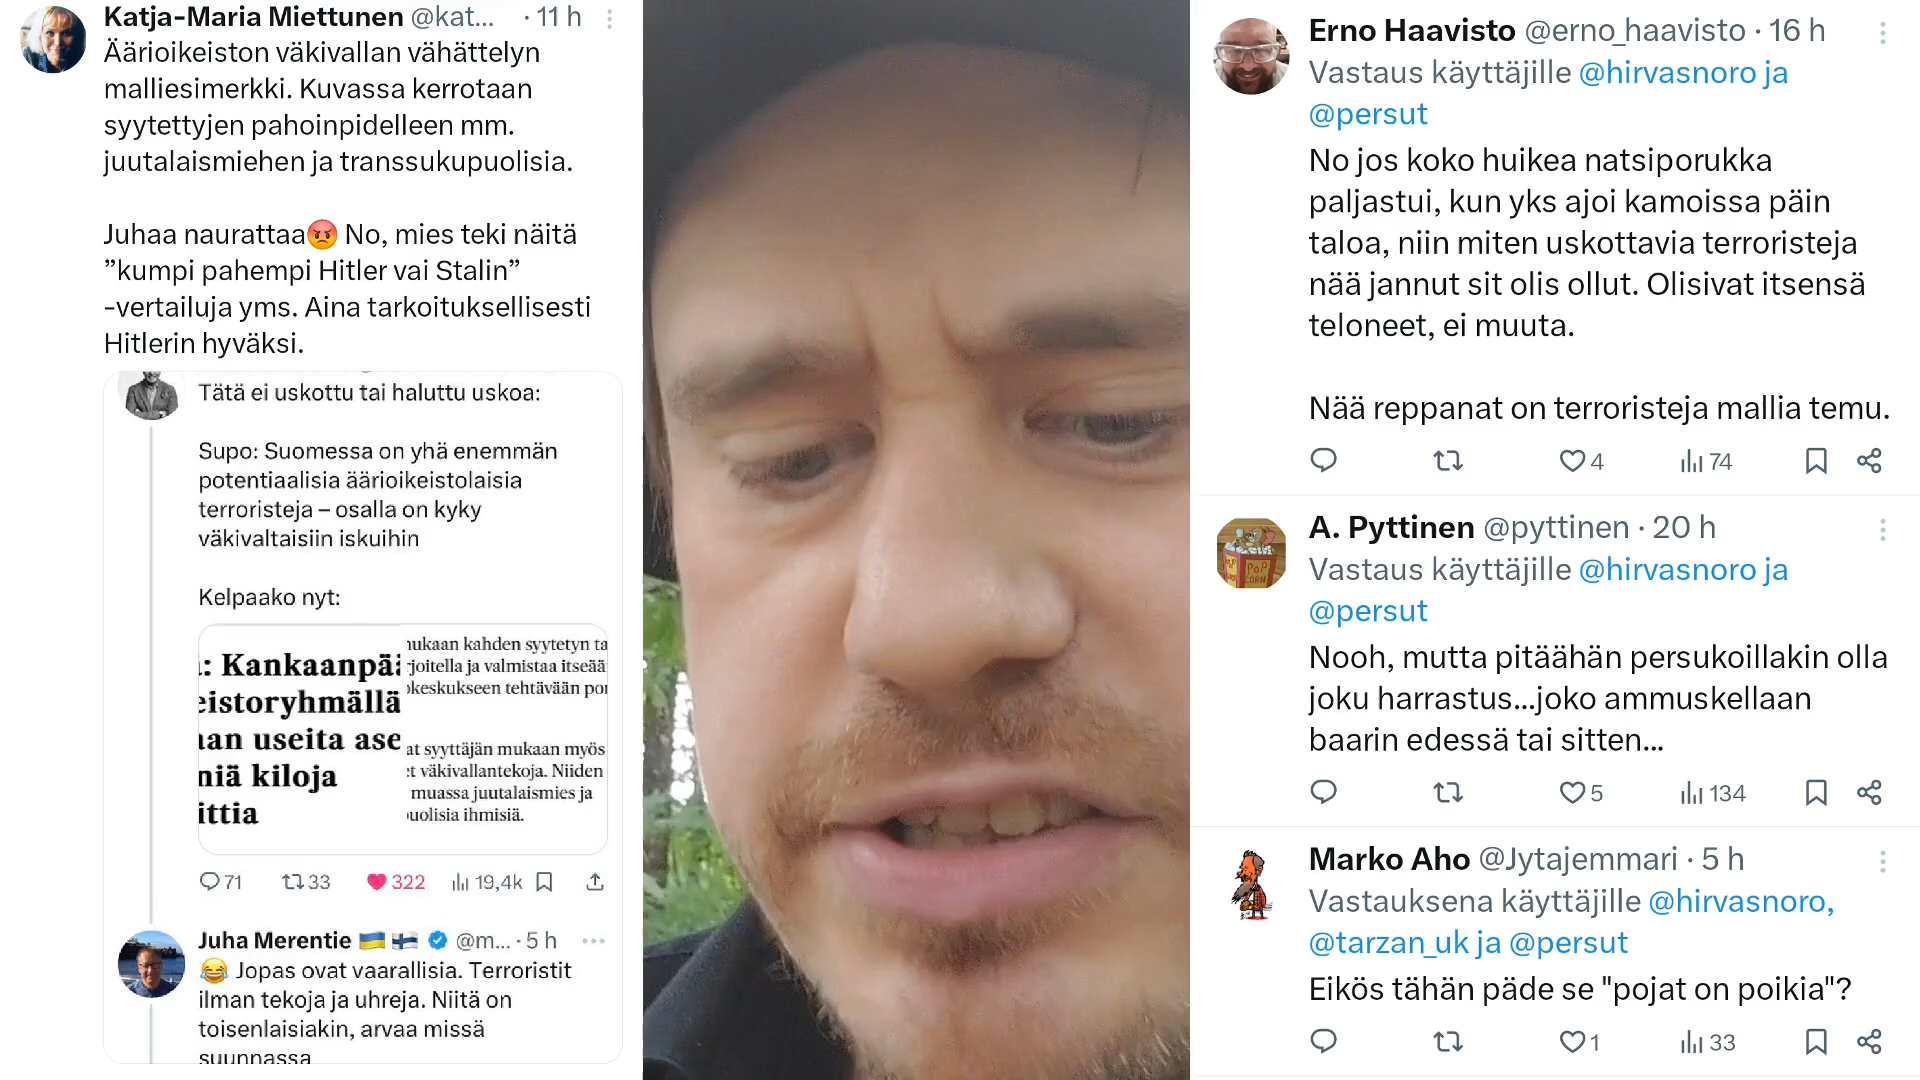 Katja-Maria Miettunen @kat... · 11 h
Äärioikeiston väkivallan vähättelyn
malliesimerkki. Kuvassa kerrotaan
syytettyjen pahoinpidelleen mm.
juutalaismiehen ja transsukupuolisia.
Juhaa naurattaa😡 No, mies teki näitä
”kumpi pahempi Hitler vai Stalin”
-vertailuja yms. Aina tarkoituksellisesti
Hitlerin hyväksi.
Tätä ei uskottu tai haluttu uskoa:
Supo: Suomessa on yhä enemmän
potentiaalisia äärioikeistolaisia
terroristeja – osalla on kyky
väkivaltaisiin iskuihin
Kelpaako nyt:
: Kankaanpää
eistoryhmällä
an useita ase
niä kiloja
ittia
mukaan kahden syytetyn ta
joitella ja valmistaa itseää
keskukseen tehtävään
at syyttäjän mukaan myös
t väkivallantekoja. Niiden
muassa juutalaismies ja
uolisia ihmisiä.
71 33 322 19,4k
Juha Merentie 🇺🇦 🇫🇮 @m... · 5 h
😂 Jopas ovat vaarallisia. Terroristit
ilman tekoja ja uhreja. Niitä on
toisenlaisiakin, arvaa missä
suunnassa
Erno Haavisto @erno_haavisto · 16 h
Vastaus käyttäjille @hirvasnoro ja
@persut
No jos koko huikea natsiporukka
paljastui, kun yks ajoi kamoissa päin
taloa, niin miten uskottavia terroristeja
nää jannut sit olis ollut. Olisivat itsensä
teloneet, ei muuta.
Nää reppanat on terroristeja mallia temu.
4 74
A. Pyttinen @pyttinen · 20 h
Vastaus käyttäjille @hirvasnoro ja
@persut
Nooh, mutta pitäähän persukoillakin olla
joku harrastus...joko ammuskellaan
baarin edessä tai sitten...
5 134
Marko Aho @Jytajemmari · 5 h
Vastauksena käyttäjille @hirvasnoro,
@tarzan_uk ja @persut
Eikös tähän päde se "pojat on poikia"?
1 33